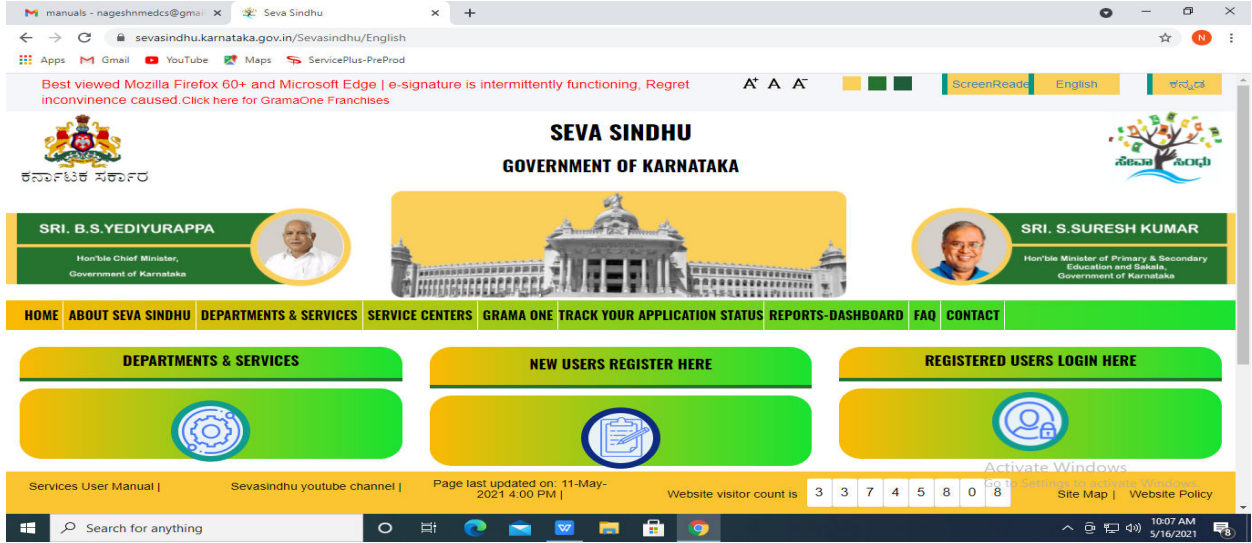 manuals - nageshnmedcs@gmai
Seva Sindhu
sevasindhu.karnataka.gov.in/Sevasindhu/English
N
Apps Gmail YouTube Maps ServicePlus-PreProd
Best viewed Mozilla Firefox 60+ and Microsoft Edge | e-signature is intermittently functioning, Regret
inconvinence caused.Click here for GramaOne Franchises
A+ A A-
ScreenReade
English
ಕನ್ನಡ
ಕರ್ನಾಟಕ ಸರ್ಕಾರ
SEVA SINDHU
GOVERNMENT OF KARNATAKA
ಸೇವಾ ಸಿಂಧು
SRI. B.S.YEDIYURAPPA
Hon'ble Chief Minister,
Government of Karnataka
SRI. S.SURESH KUMAR
Hon'ble Minister of Primary & Secondary
Education and Sakala,
Government of Karnataka
HOME ABOUT SEVA SINDHU DEPARTMENTS & SERVICES SERVICE CENTERS GRAMA ONE TRACK YOUR APPLICATION STATUS REPORTS-DASHBOARD FAQ CONTACT
DEPARTMENTS & SERVICES
NEW USERS REGISTER HERE
REGISTERED USERS LOGIN HERE
Activate Windows
Go to Settings to activate Windows.
Services User Manual |
Sevasindhu youtube channel |
Page last updated on: 11-May-
2021 4:00 PM |
Website visitor count is 3 3 7 4 5 8 0 8
Site Map | Website Policy
Search for anything
10:07 AM
5/16/2021
8